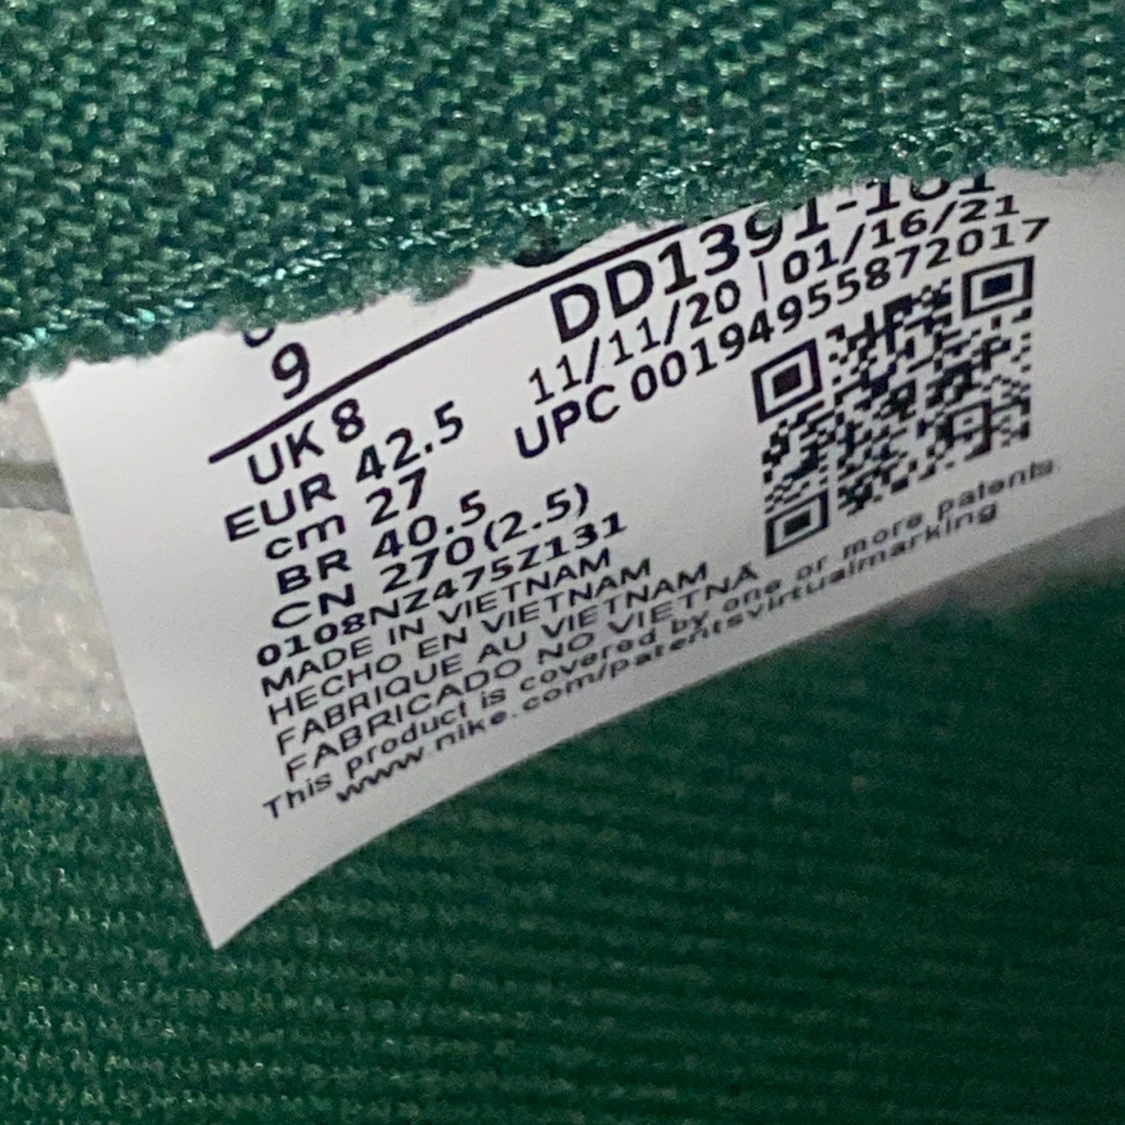 9
DD1391-101
UK 8
11/11/20 | 01/16/21
EUR 42.5
UPC 00194955872017
cm 27
BR 40.5
CN 270(2.5)
0108NZ475Z131
MADE IN VIETNAM
HECHO EN VIETNAM
FABRIQUE AU VIETNAM
FABRICADO NO VIETNÃ
This product is covered by one or more patents.
www.nike.com/patentsvirtualmarking